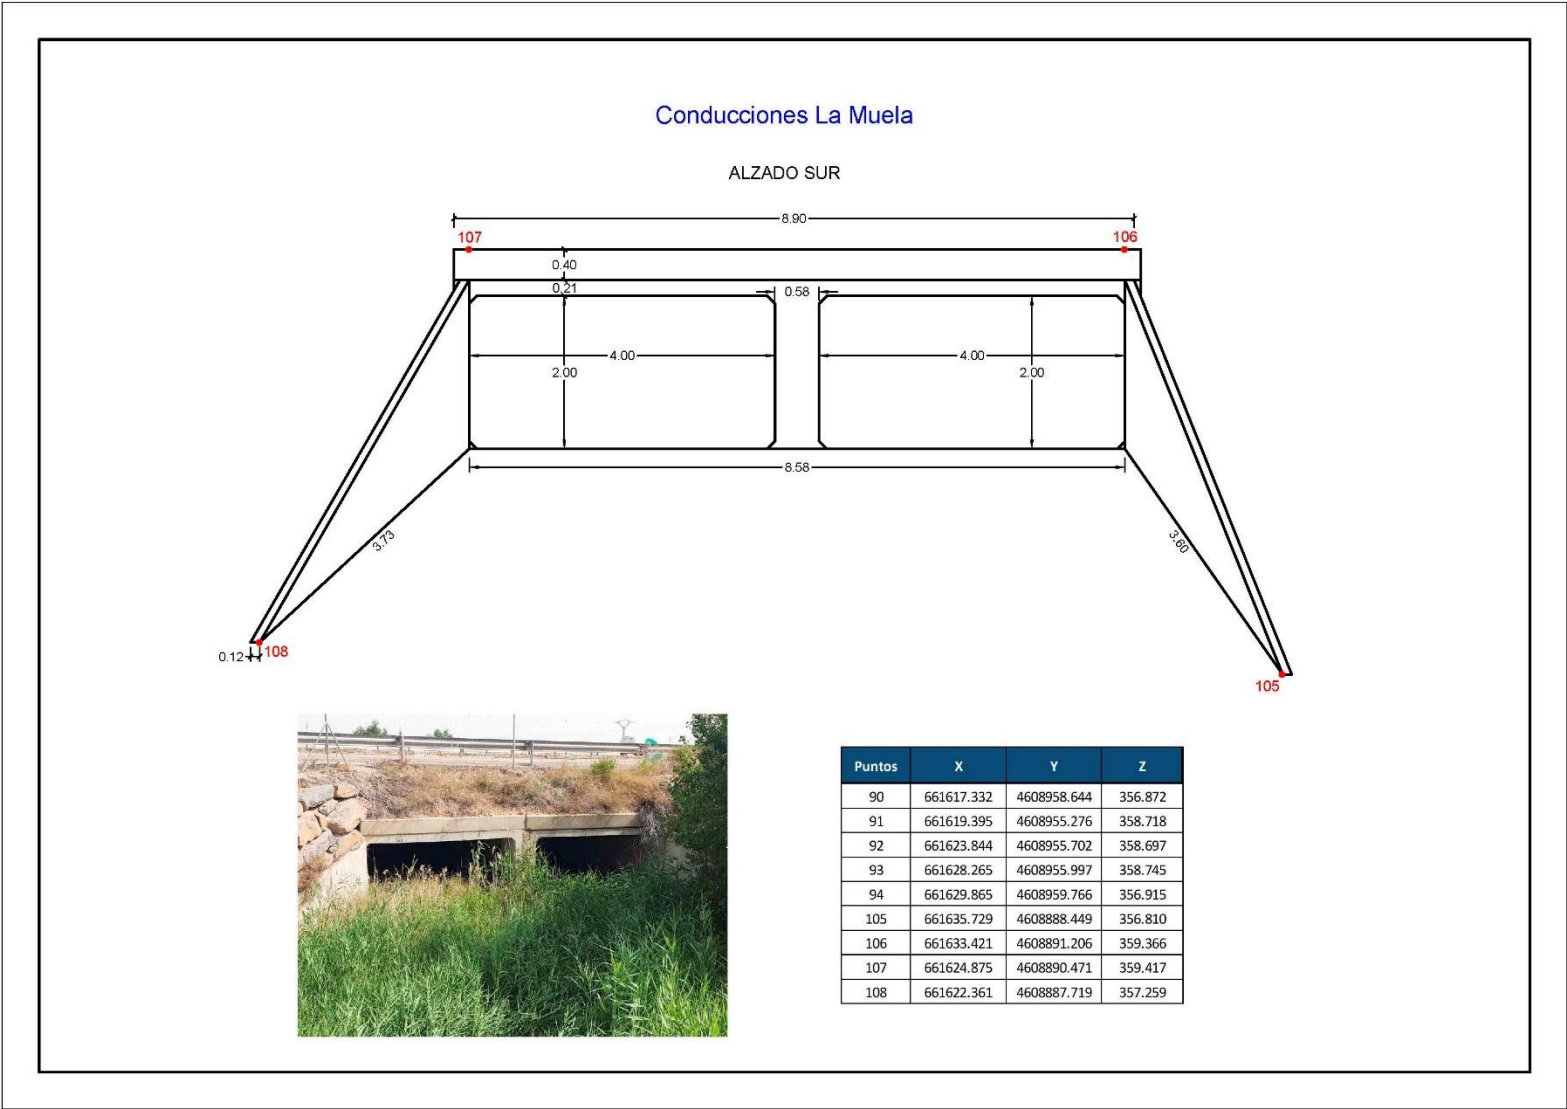 Conducciones La Muela
ALZADO SUR
8.90
107
106
0.40
0.21
0.58
4.00
4.00
2.00
2.00
8.58
3.73
3.60
0.12
108
105
Puntos X Y Z
90 661617.332 4608958.644 356.872
91 661619.395 4608955.276 358.718
92 661623.844 4608955.702 358.697
93 661628.265 4608955.997 358.745
94 661629.865 4608959.766 356.915
105 661635.729 4608888.449 356.810
106 661633.421 4608891.206 359.366
107 661624.875 4608890.471 359.417
108 661622.361 4608887.719 357.259